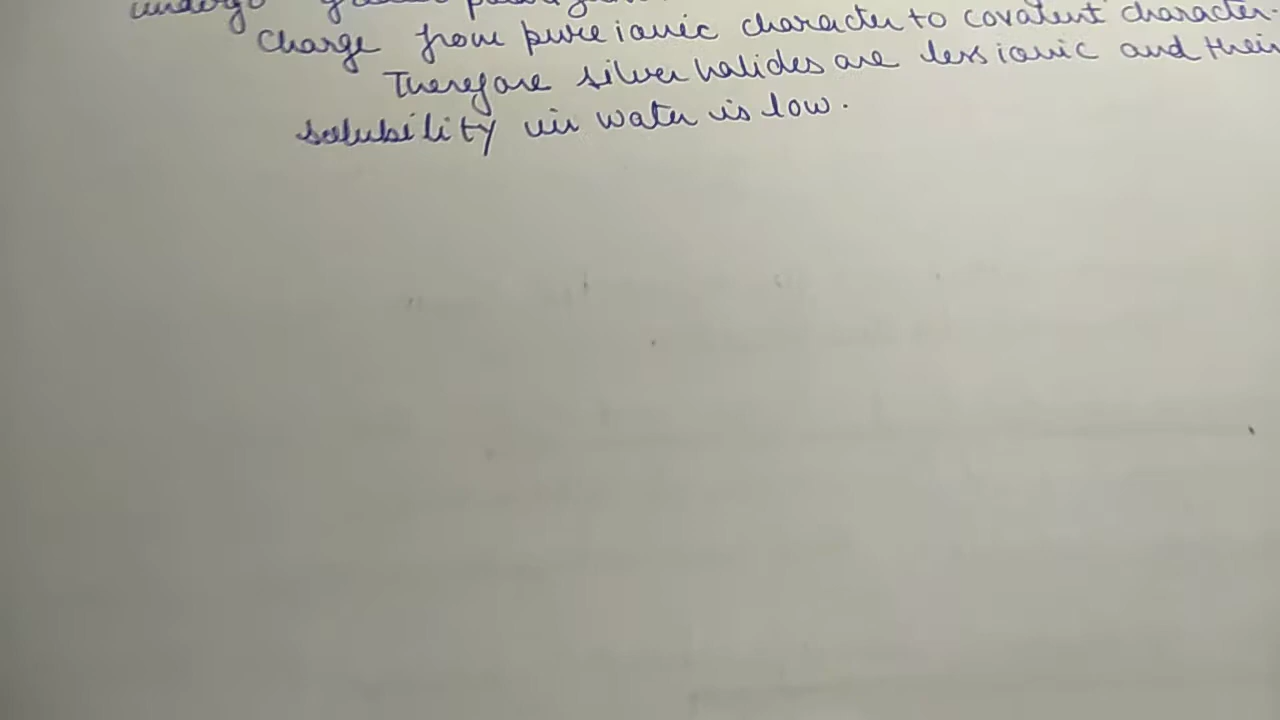 undergo
Charge from pure ionic character to covalent character.
Therefore silver halides are less ionic and their
solubility in water is low.